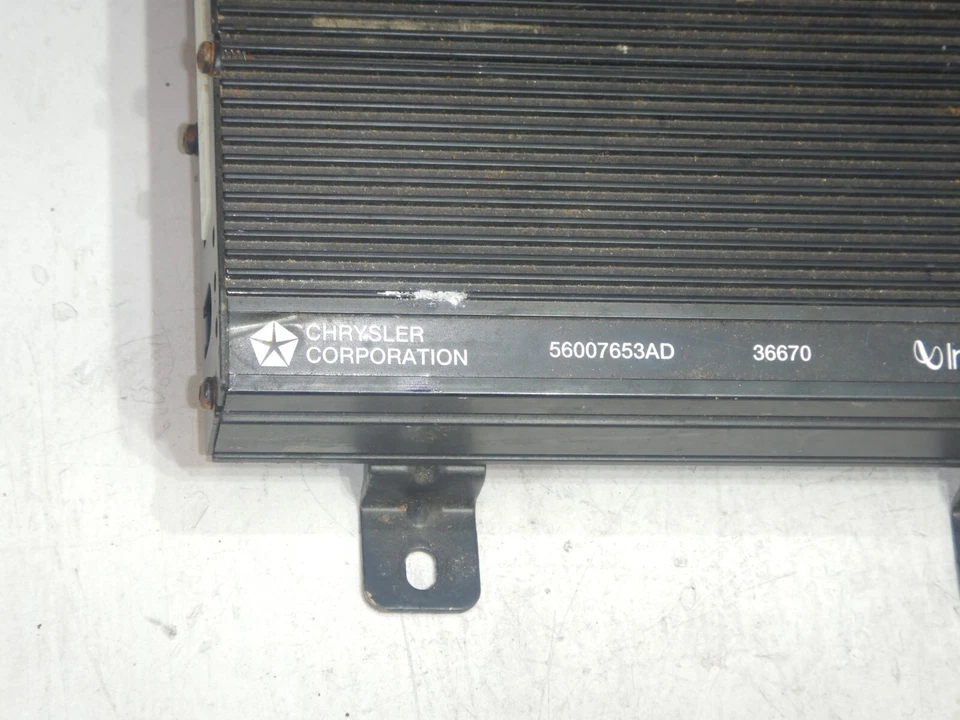 CHRYSLER
CORPORATION
56007653AD
36670